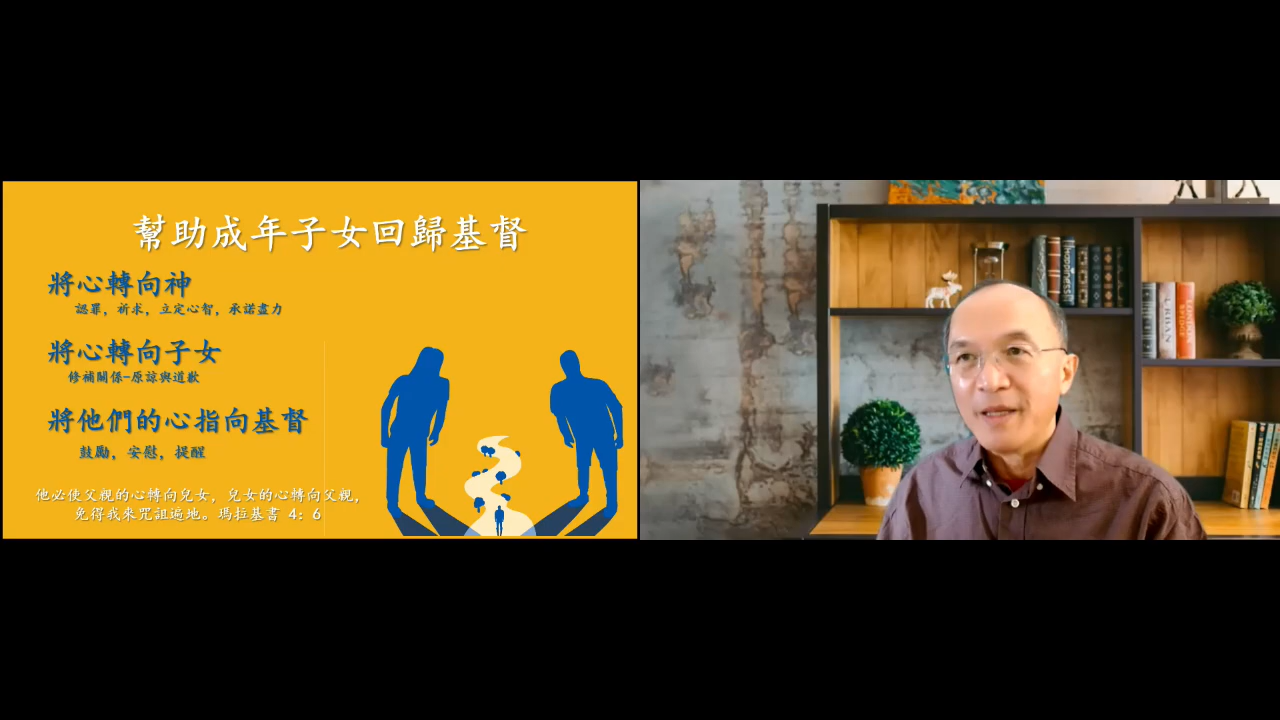 幫助成年子女回歸基督
將心轉向神
認罪，祈求，立定心智，承諾盡力
將心轉向子女
修補關係-原諒與道歉
將他們的心指向基督
鼓勵，安慰，提醒
他必使父親的心轉向兒女，兒女的心轉向父親，
免得我來咒詛遍地。瑪拉基書 4：6